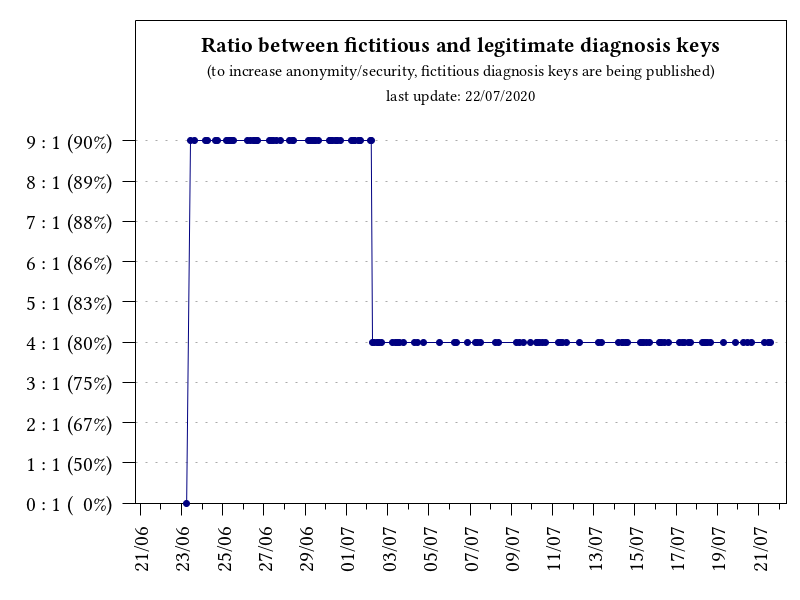 Ratio between fictitious and legitimate diagnosis keys
(to increase anonymity/security, fictitious diagnosis keys are being published)
last update: 22/07/2020
9 : 1 (90%)
8 : 1 (89%)
7 : 1 (88%)
6 : 1 (86%)
5 : 1 (83%)
4 : 1 (80%)
3 : 1 (75%)
2 : 1 (67%)
1 : 1 (50%)
0 : 1 (  0%)
21/06
23/06
25/06
27/06
29/06
01/07
03/07
05/07
07/07
09/07
11/07
13/07
15/07
17/07
19/07
21/07